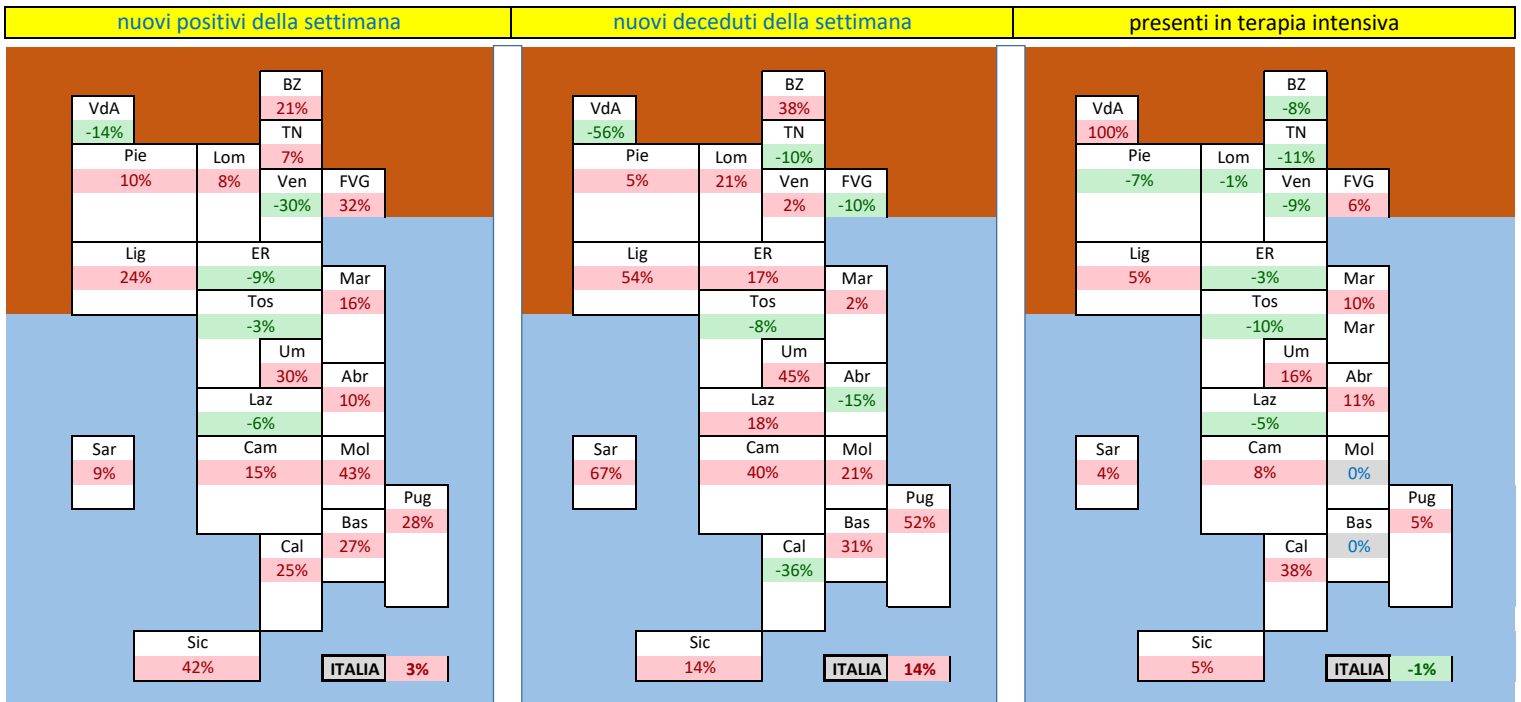 nuovi positivi della settimana
nuovi deceduti della settimana
presenti in terapia intensiva
BZ
21%
VdA
-14%
TN
7%
Pie
10%
Lom
8%
Ven
-30%
FVG
32%
Lig
24%
ER
-9%
Mar
16%
Tos
-3%
Um
30%
Abr
10%
Laz
-6%
Sar
9%
Cam
15%
Mol
43%
Pug
28%
Bas
27%
Cal
25%
Sic
42%
ITALIA 3%
BZ
38%
VdA
-56%
TN
-10%
Pie
5%
Lom
21%
Ven
2%
FVG
-10%
Lig
54%
ER
17%
Mar
2%
Tos
-8%
Um
45%
Abr
-15%
Laz
18%
Sar
67%
Cam
40%
Mol
21%
Pug
52%
Bas
31%
Cal
-36%
Sic
14%
ITALIA 14%
BZ
-8%
VdA
100%
TN
-11%
Pie
-7%
Lom
-1%
Ven
-9%
FVG
6%
Lig
5%
ER
-3%
Mar
10%
Tos
-10%
Mar
Um
16%
Abr
11%
Laz
-5%
Sar
4%
Cam
8%
Mol
0%
Pug
5%
Bas
0%
Cal
38%
Sic
5%
ITALIA -1%